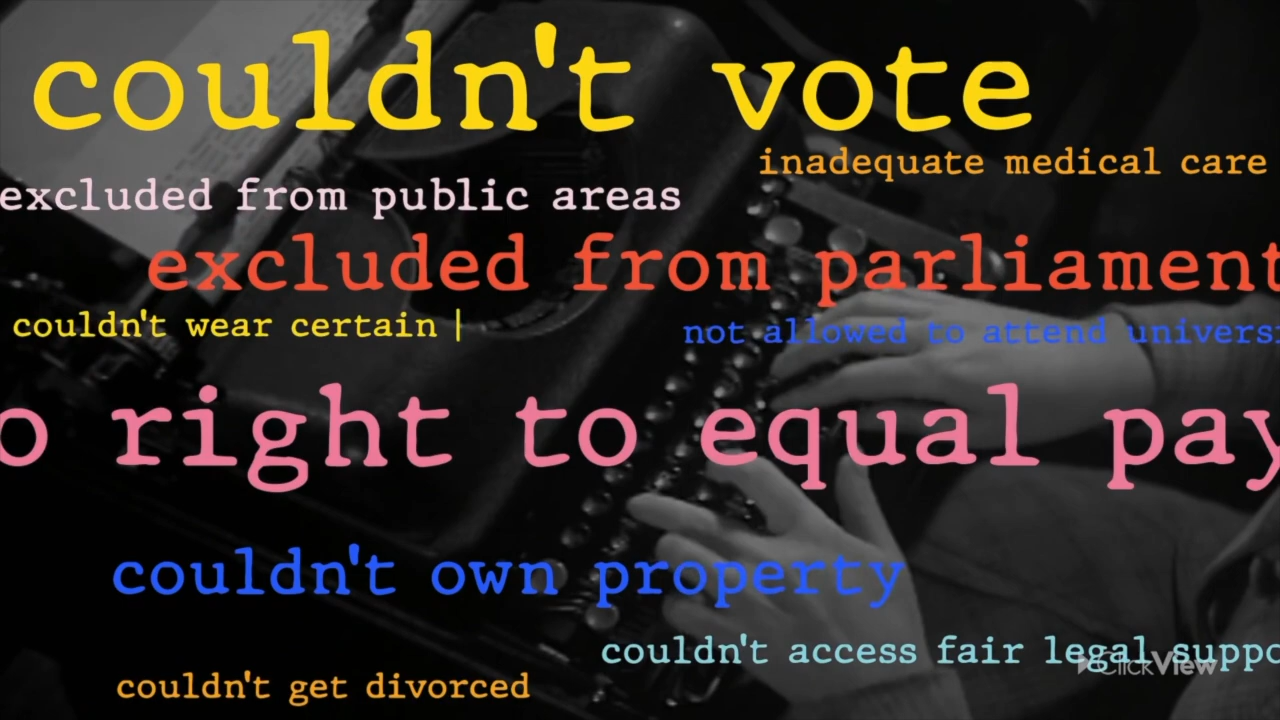 couldn't vote
inadequate medical care
excluded from public areas
excluded from parliament
couldn't wear certain
not allowed to attend universi
o right to equal pay
couldn't own property
couldn't access fair legal suppo
ClickView
couldn't get divorced